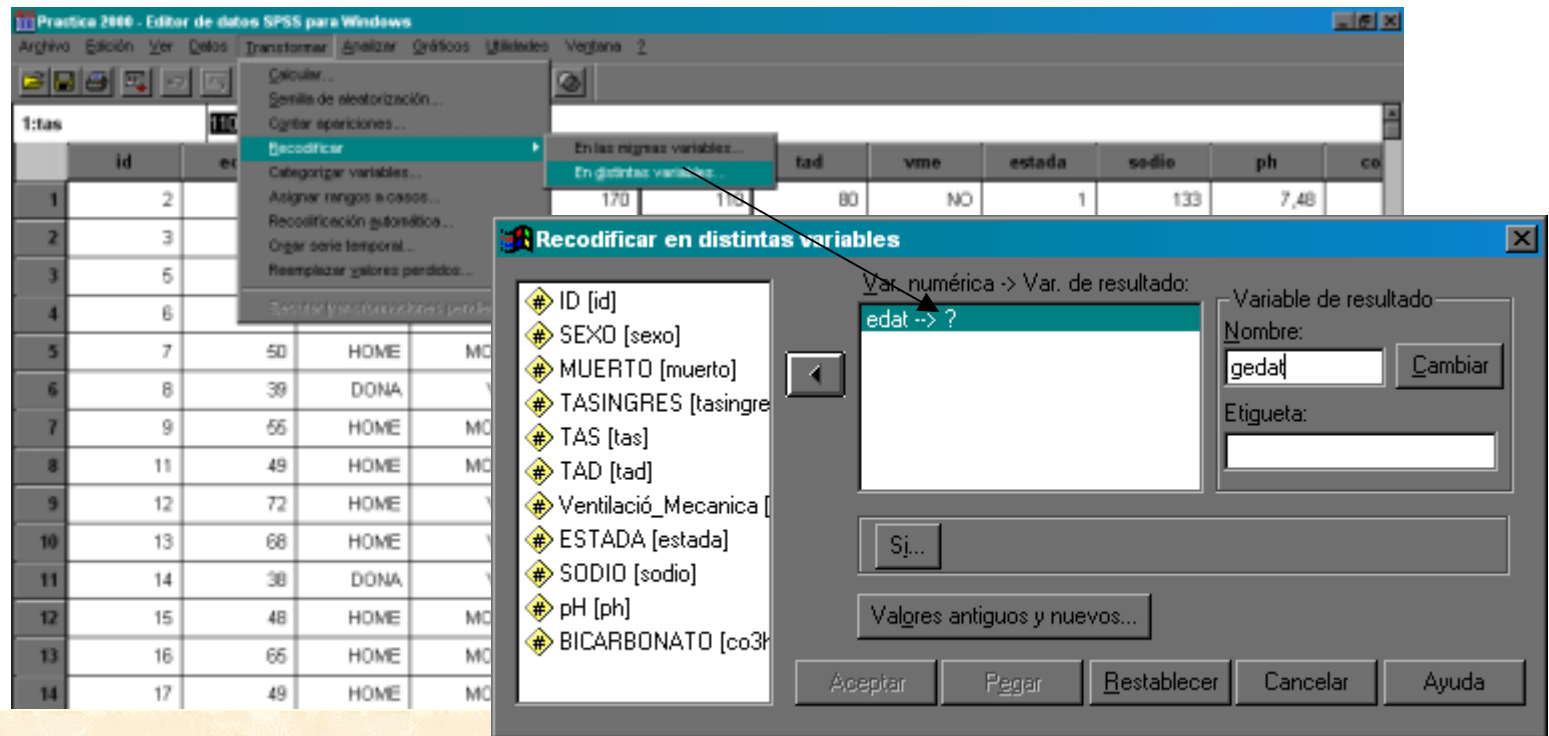 Practica 2000 - Editor de datos SPSS para Windows
Archivo Edición Ver Datos Transformar Analizar Gráficos Utilidades Ventana ?
Calcular...
Semilla de aleatorización...
Contar apariciones...
Recodificar
Categorizar variables...
Asignar rangos a casos...
Recodificación automática...
Crear serie temporal...
Reemplazar valores perdidos...
En las mismas variables...
En distintas variables...
1:tas 110
id tad vme estada sodio ph
1 2 170 110 80 NO 1 133 7,48
2 3
3 5
4 6
5 7 50 HOME
6 8 39 DONA
7 9 55 HOME
8 11 49 HOME
9 12 72 HOME
10 13 68 HOME
11 14 38 DONA
12 15 48 HOME
13 16 65 HOME
14 17 49 HOME
Recodificar en distintas variables
ID [id]
SEXO [sexo]
MUERTO [muerto]
TASINGRES [tasingre
TAS [tas]
TAD [tad]
Ventilació_Mecanica [
ESTADA [estada]
SODIO [sodio]
pH [ph]
BICARBONATO [co3h
Var. numérica -> Var. de resultado:
edat --> ?
Variable de resultado
Nombre:
gedat
Cambiar
Etigueta:
Si...
Valores antiguos y nuevos...
Aceptar Pegar Restablecer Cancelar Ayuda